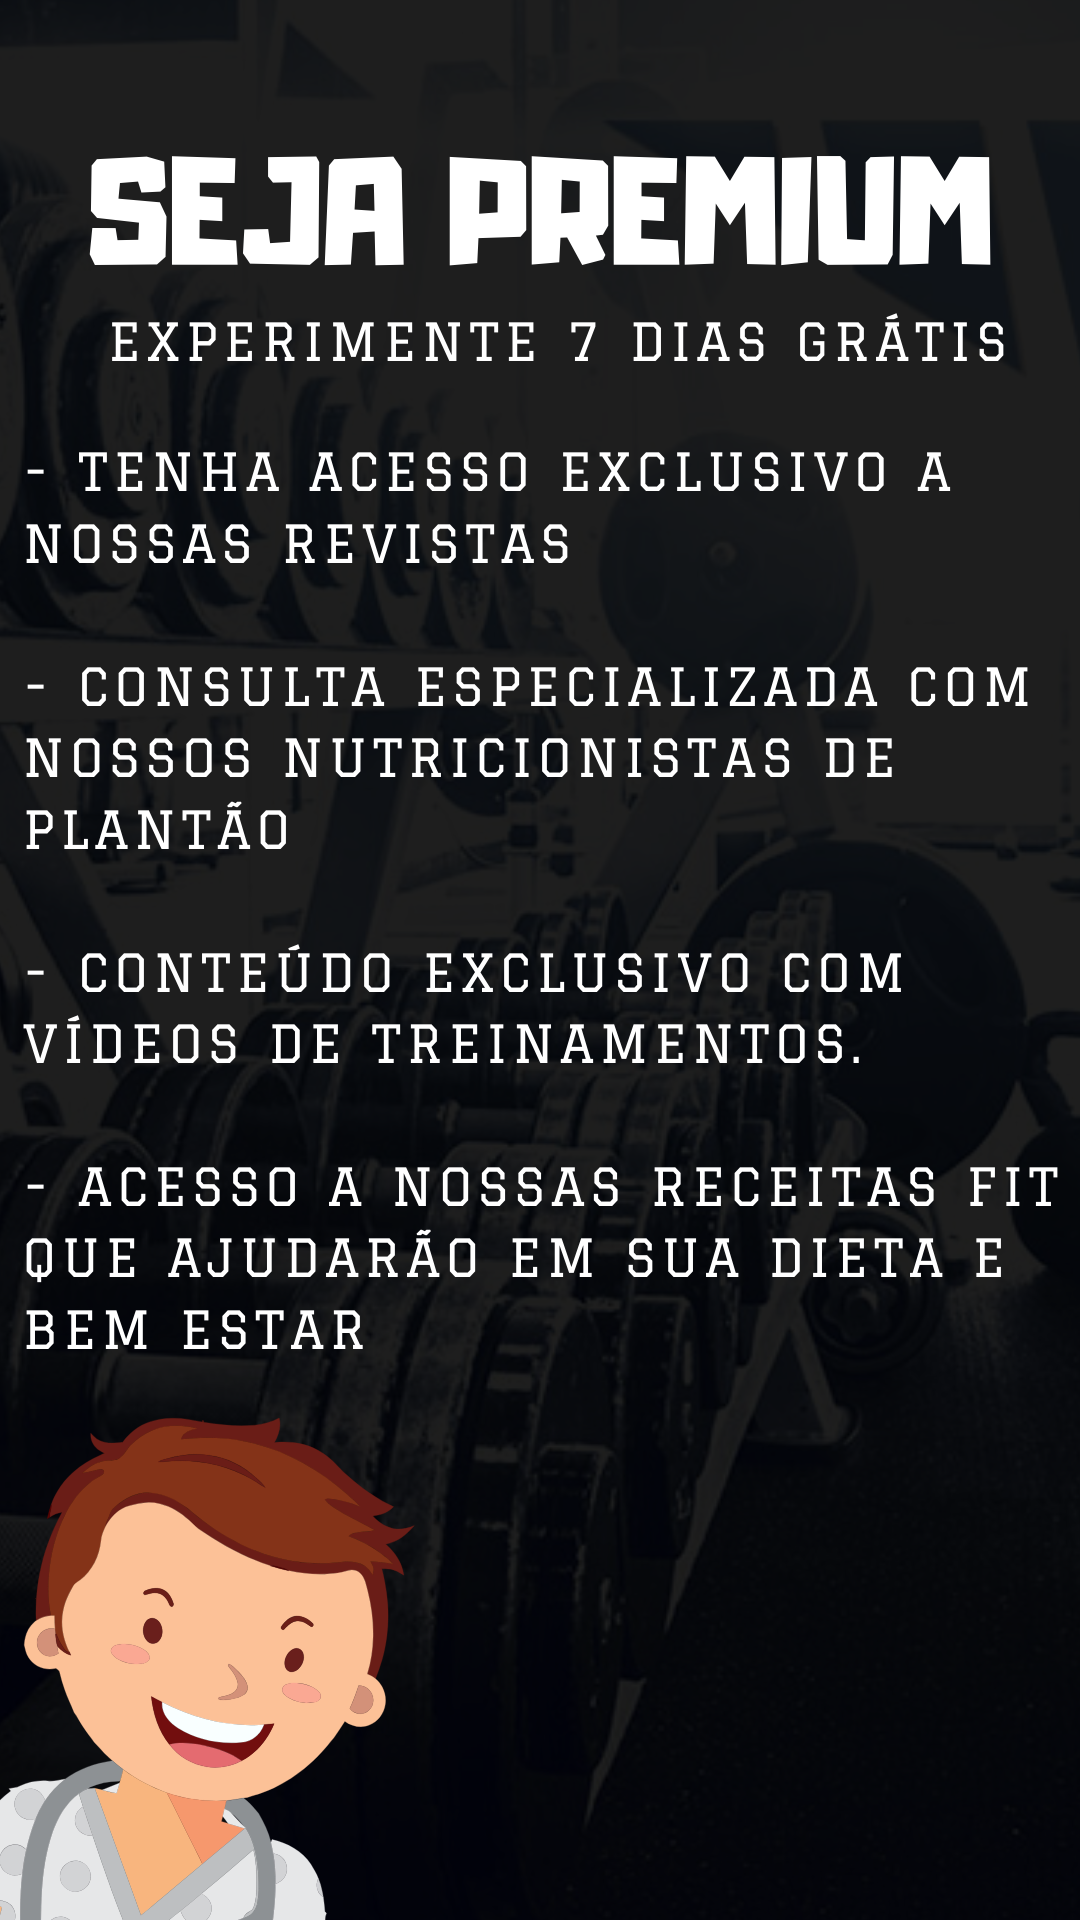 SEJA PREMIUM
EXPERIMENTE 7 DIAS GRÁTIS
- TENHA ACESSO EXCLUSIVO A
NOSSAS REVISTAS
- CONSULTA ESPECIALIZADA COM
NOSSOS NUTRICIONISTAS DE
PLANTÃO
- CONTEÚDO EXCLUSIVO COM
VÍDEOS DE TREINAMENTOS.
- ACESSO A NOSSAS RECEITAS FIT
QUE AJUDARÃO EM SUA DIETA E
BEM ESTAR